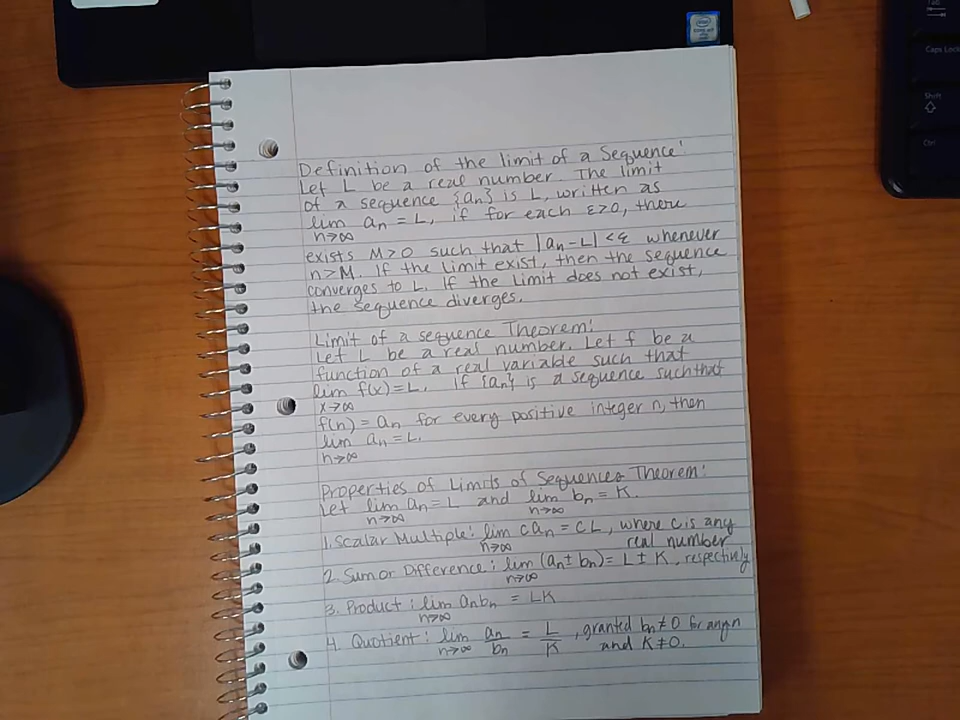 Definition of the limit of a Sequence:
Let L be a real number. The limit
of a sequence {an} is L, written as
lim an = L, if for each ε>0, there
n→∞
exists M>0 such that |an-L| <ε whenever
n>M. If the limit exist, then the sequence
converges to L. If the Limit does not exist,
the sequence diverges.
Limit of a sequence Theorem:
Let L be a real number. Let f be a
function of a real variable such that
lim f(x)=L. If {an} is a sequence such that
x→∞
f(n) = an for every positive integer n, then
lim an = L.
n→∞
Properties of Limits of Sequences Theorem:
Let lim an = L and lim bn = K.
n→∞ n→∞
1. Scalar Multiple: lim can = cL, where c is any
n→∞ real number
2. Sum or Difference: lim (an ± bn) = L ± K, respectively
n→∞
3. Product: lim anbn = LK
n→∞
4. Quotient: lim an/bn = L/K, granted bn≠0 for any n
n→∞ and K≠0.
intel
Tab
Caps Lock
Shift
Ctrl